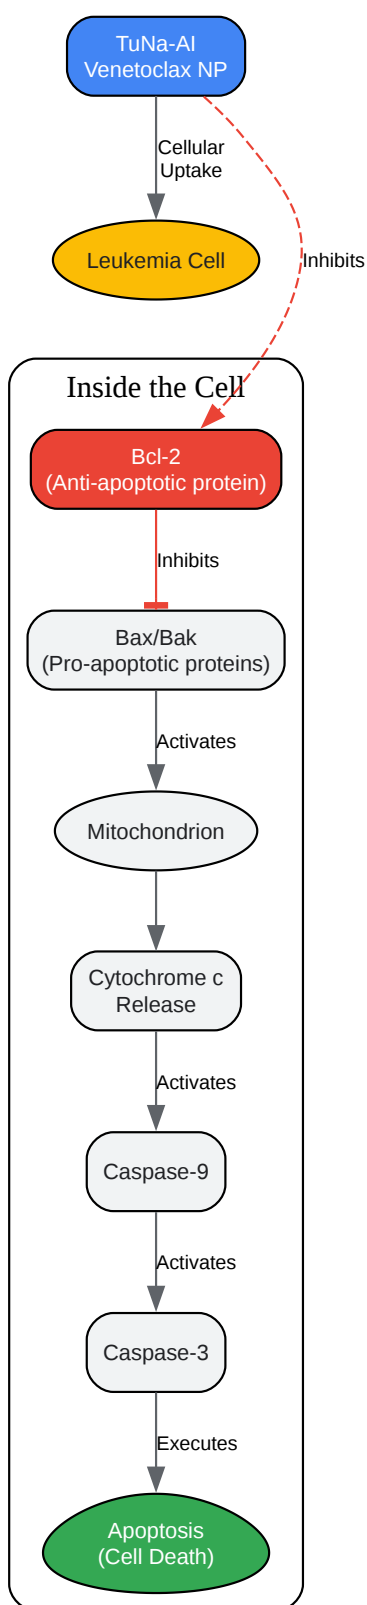 TuNa-AI
Venetoclax NP
Cellular
Uptake
Leukemia Cell
Inhibits
Inside the Cell
Bcl-2
(Anti-apoptotic protein)
Inhibits
Bax/Bak
(Pro-apoptotic proteins)
Activates
Mitochondrion
Cytochrome c
Release
Activates
Caspase-9
Activates
Caspase-3
Executes
Apoptosis
(Cell Death)